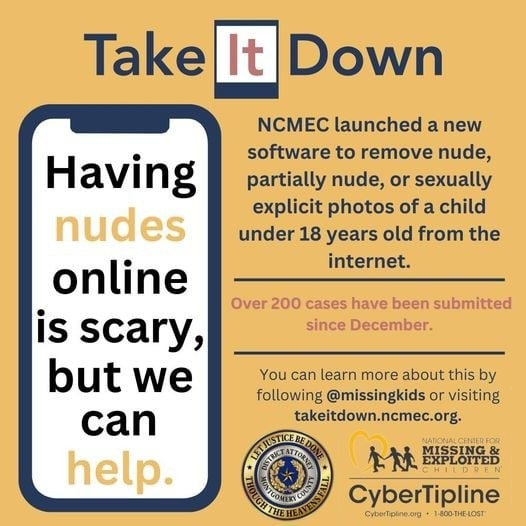 Take It Down
Having
nudes
online
is scary,
but we
can
help.
NCMEC launched a new
software to remove nude,
partially nude, or sexually
explicit photos of a child
under 18 years old from the
internet.
Over 200 cases have been submitted
since December.
You can learn more about this by
following @missingkids or visiting
takeitdown.ncmec.org.
LET JUSTICE BE DONE
DISTRICT ATTORNEY
MONTGOMERY COUNTY
THOUGH THE HEAVENS FALL
NATIONAL CENTER FOR
MISSING &
EXPLOITED
CHILDREN
CyberTipline
CyberTipline.org • 1-800-THE-LOST